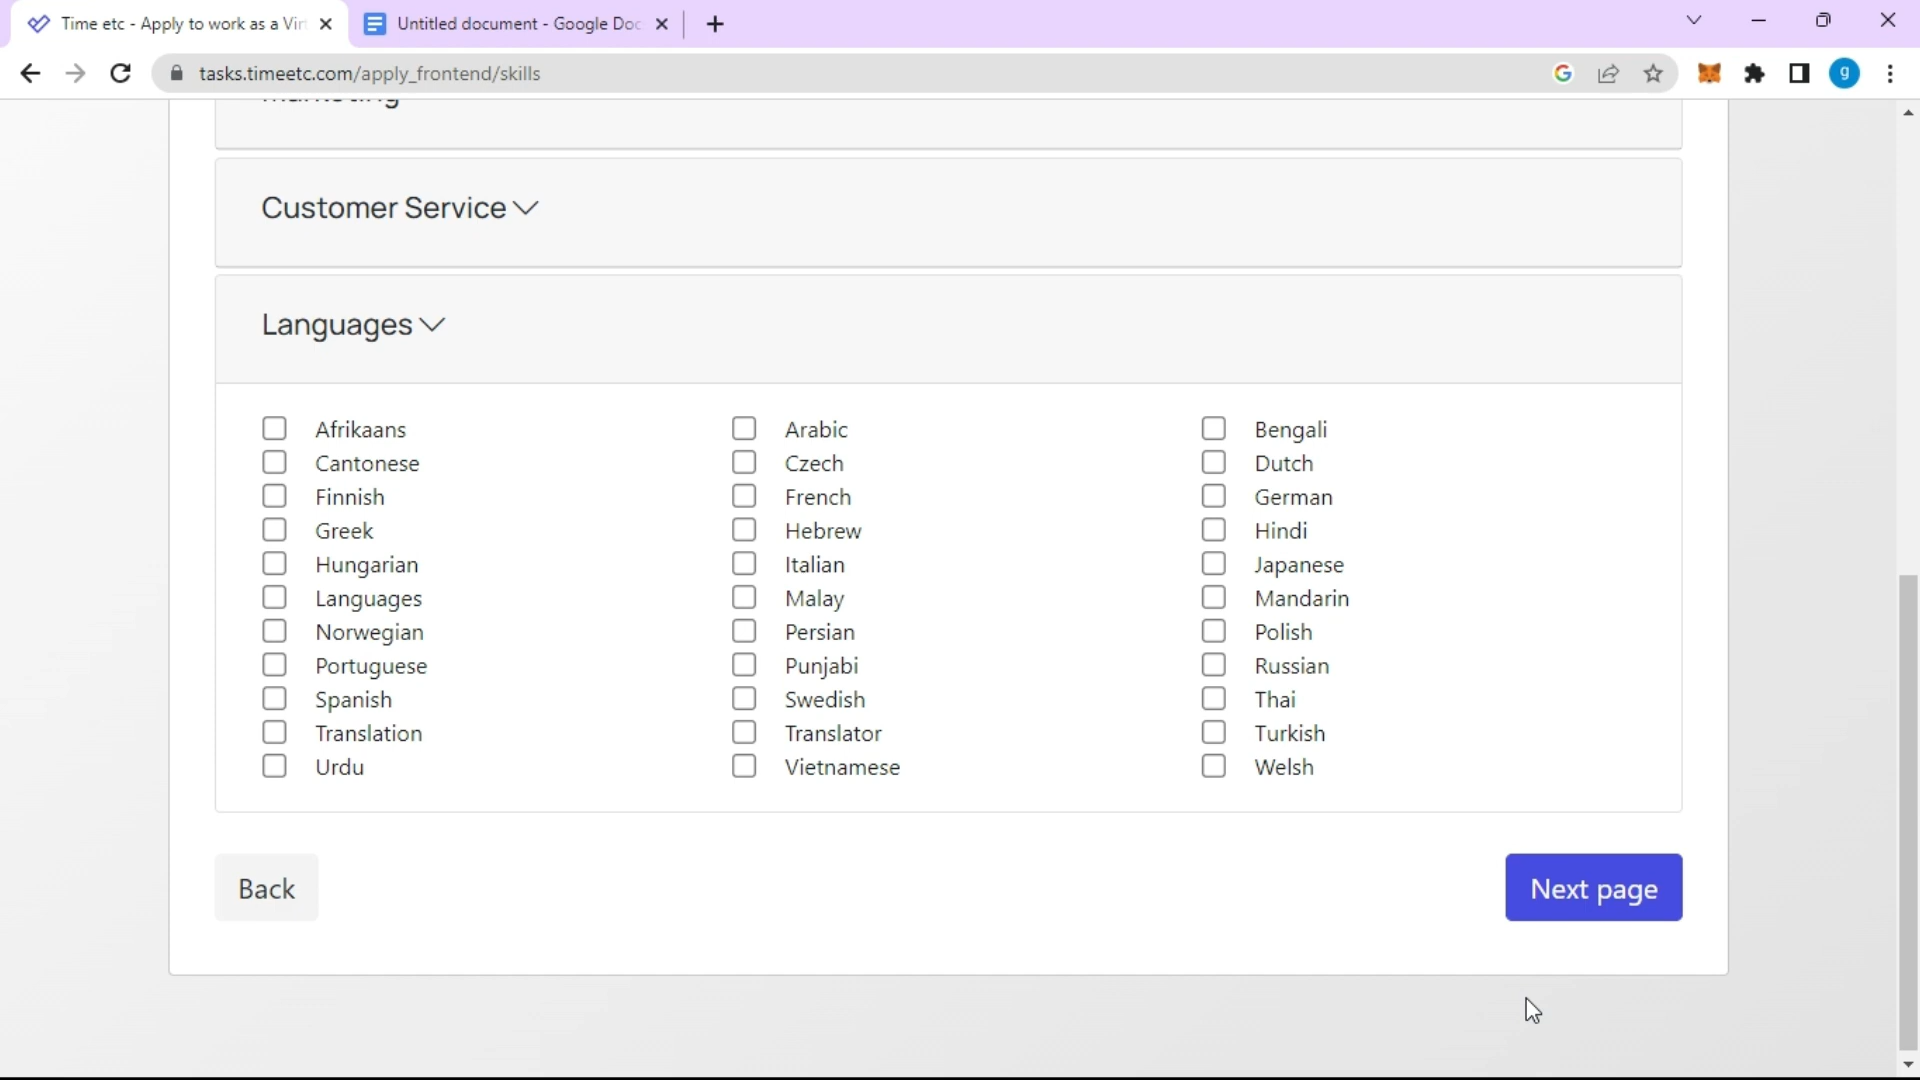 Time etc - Apply to work as a Vir
Untitled document - Google Doc
tasks.timeetc.com/apply_frontend/skills
g
Marketing
Customer Service
Languages
Afrikaans Arabic Bengali
Cantonese Czech Dutch
Finnish French German
Greek Hebrew Hindi
Hungarian Italian Japanese
Languages Malay Mandarin
Norwegian Persian Polish
Portuguese Punjabi Russian
Spanish Swedish Thai
Translation Translator Turkish
Urdu Vietnamese Welsh
Back Next page